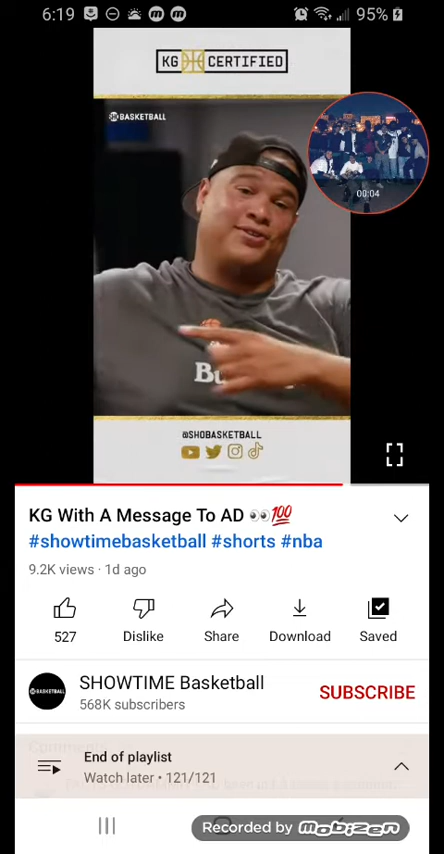 6:19
95%
KG CERTIFIED
BASKETBALL
00:04
Bu
@SHOBASKETBALL
KG With A Message To AD 👀💯
#showtimebasketball #shorts #nba
9.2K views · 1d ago
527
Dislike
Share
Download
Saved
BASKETBALL
SHOWTIME Basketball
568K subscribers
SUBSCRIBE
Comments
End of playlist
Watch later • 121/121
Recorded by Mobizen